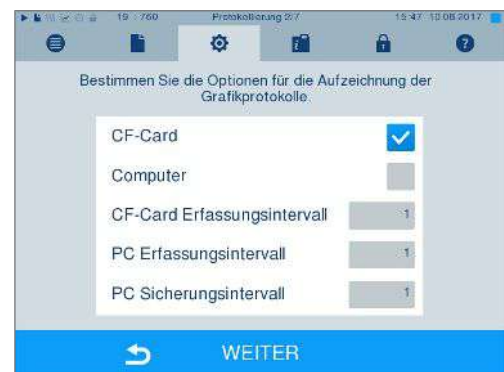 19 / 760 Protokollierung 2/7 15:47 10.08.2017
Bestimmen Sie die Optionen für die Aufzeichnung der
Grafikprotokolle.
CF-Card
Computer
CF-Card Erfassungsintervall 1
PC Erfassungsintervall 1
PC Sicherungsintervall 1
WEITER